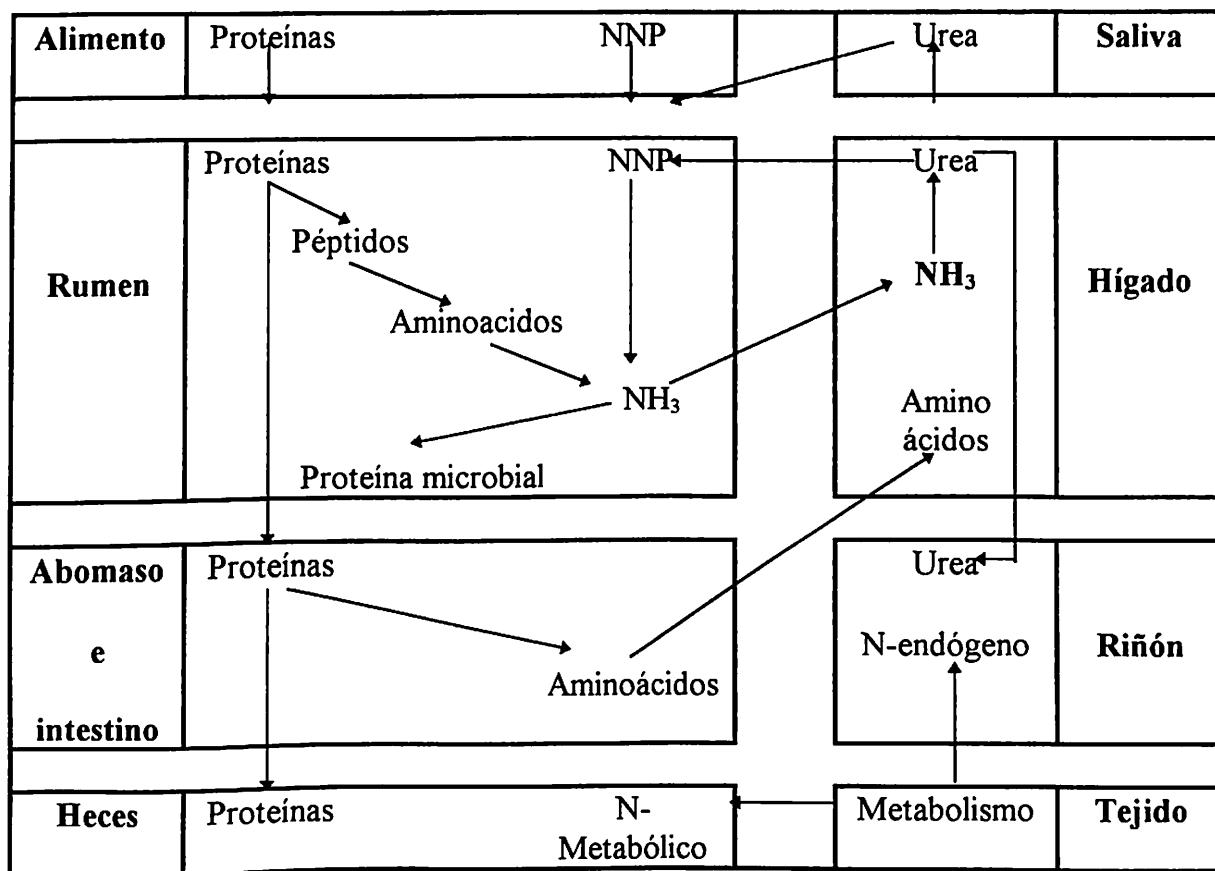 Alimento Proteínas NNP Urea Saliva
Proteínas NNP Urea
Péptidos
Rumen NH₃ Hígado
Aminoacidos
NH₃ Amino
ácidos
Proteína microbial
Abomaso Proteínas Urea
e N-endógeno Riñón
Aminoácidos
intestino
Heces Proteínas N- Metabolismo Tejido
Metabólico